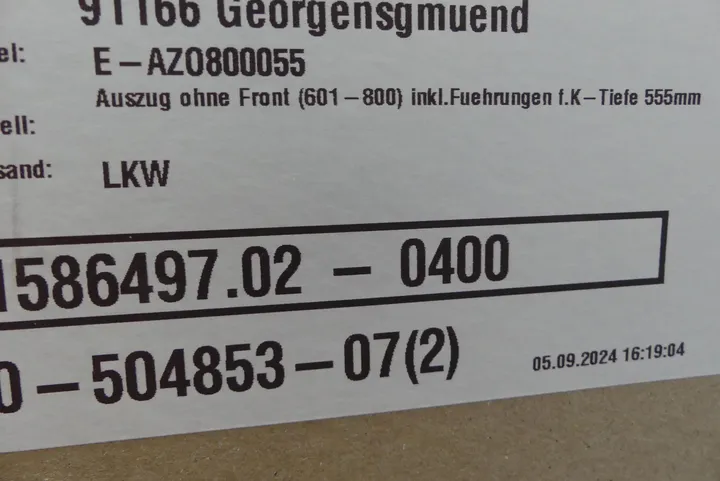 91166 Georgensgmuend
el: E-AZ0800055
Auszug ohne Front (601-800) inkl.Fuehrungen f.K-Tiefe 555mm
ell:
sand: LKW
1586497.02 - 0400
0-504853-07(2) 05.09.2024 16:19:04